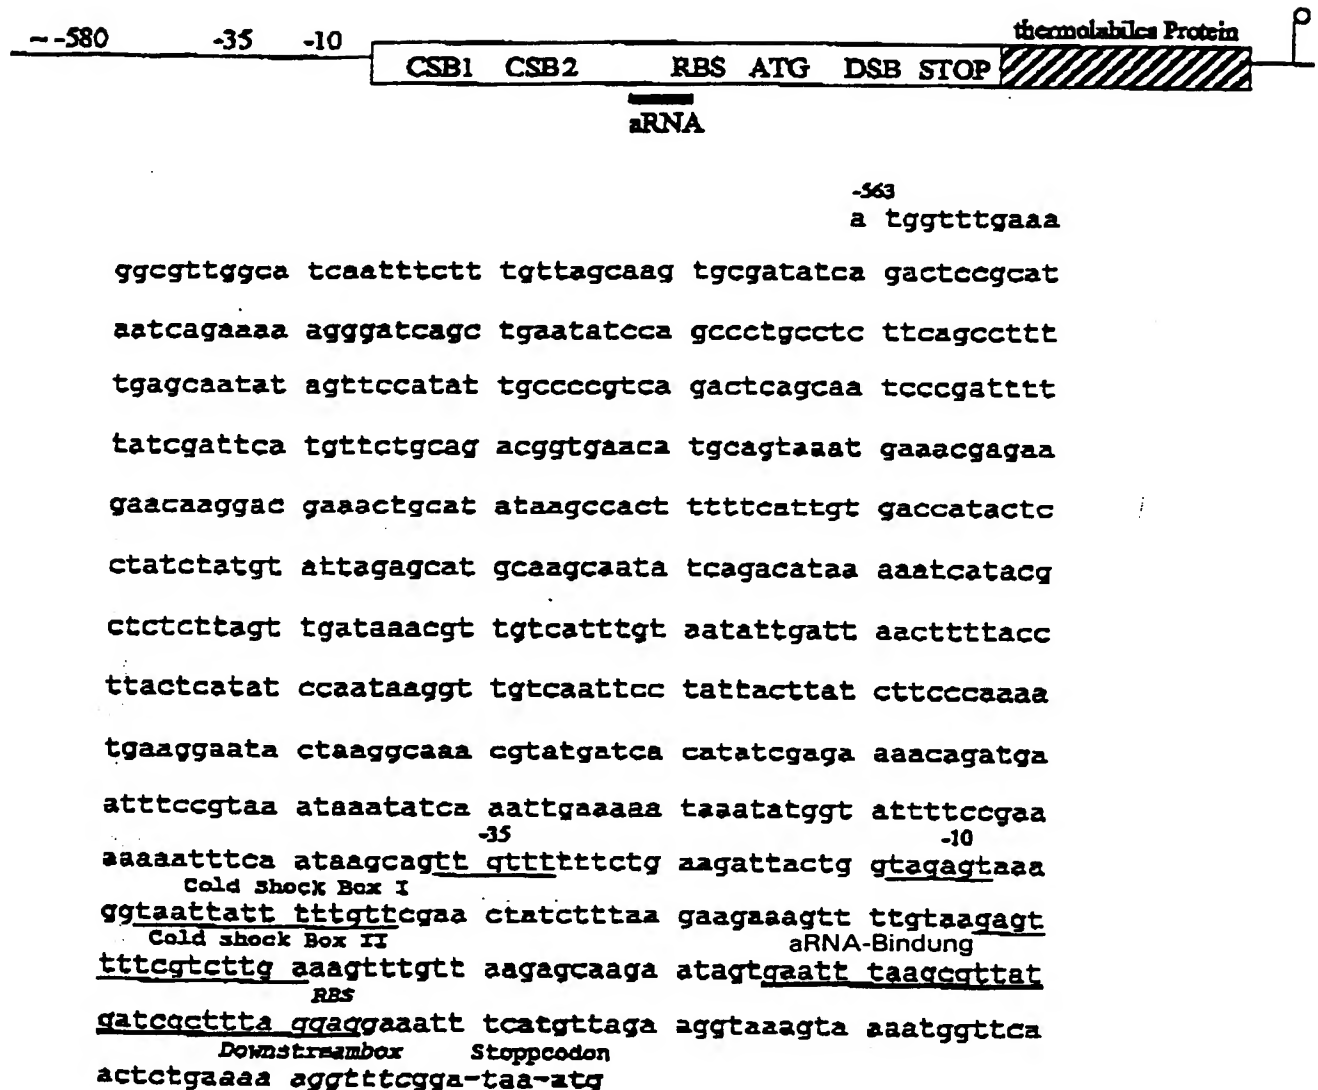 ~-580 -35 -10 thermolabiles Protein
CSB1 CSB2 RBS ATG DSB STOP
aRNA
-563
a tggtttgaaa
ggcgttggca tcaatttctt tgttagcaag tgcgatatca gactccgcat
aatcagaaaa agggatcagc tgaatatcca gccctgcctc ttcagccttt
tgagcaatat agttccatat tgccccgtca gactcagcaa tcccgatttt
tatcgattca tgttctgcag acggtgaaca tgcagtaaat gaaacgagaa
gaacaaggac gaaactgcat ataagccact ttttcattgt gaccatactc
ctatctatgt attagagcat gcaagcaata tcagacataa aaatcatacg
ctctcttagt tgataaacgt tgtcatttgt aatattgatt aacttttacc
ttactcatat ccaataaggt tgtcaattcc tattacttat cttcccaaaa
tgaaggaata ctaaggcaaa cgtatgatca catatcgaga aaacagatga
atttccgtaa ataaatatca aattgaaaaa taaatatggt attttccgaa
-35 -10
aaaaatttca ataagcagtt gttttttctg aagattactg gtagagtaaa
Cold shock Box I
ggtaattatt tttgttcgaa ctatctttaa gaagaaagtt ttgtaagagt
Cold shock Box II aRNA-Bindung
tttcgtcttg aaagtttgtt aagagcaaga atagtgaatt taagcgttat
RBS
gatcgcttta ggaggaaatt tcatgttaga aggtaaagta aaatggttca
Downstreambox Stoppcodon
actctgaaaa aggtttcgga-taa-atg